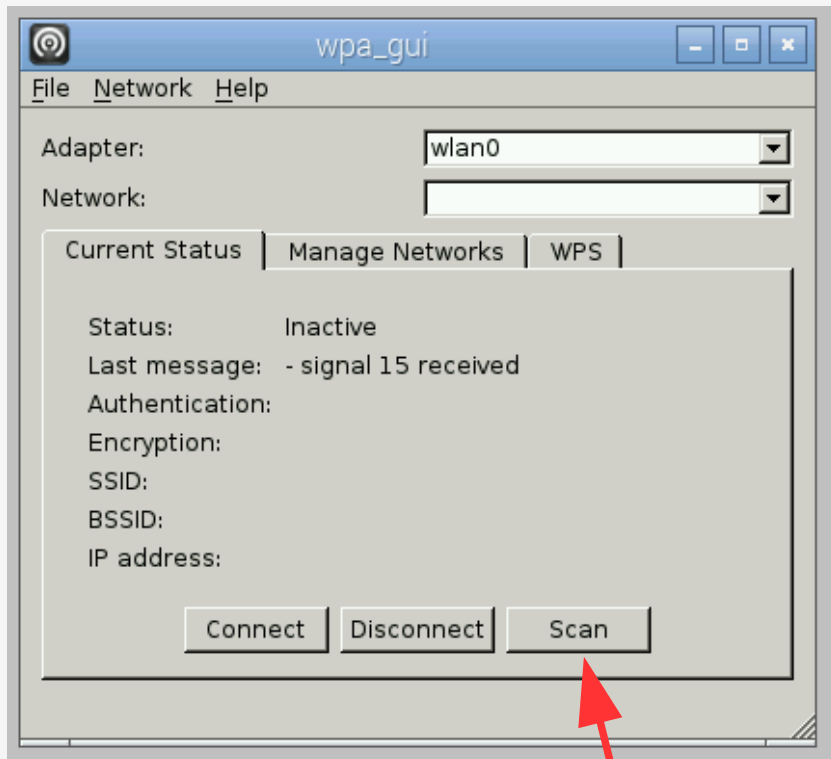 wpa_gui
File Network Help
Adapter: wlan0
Network:
Current Status Manage Networks WPS
Status: Inactive
Last message: - signal 15 received
Authentication:
Encryption:
SSID:
BSSID:
IP address:
Connect Disconnect Scan